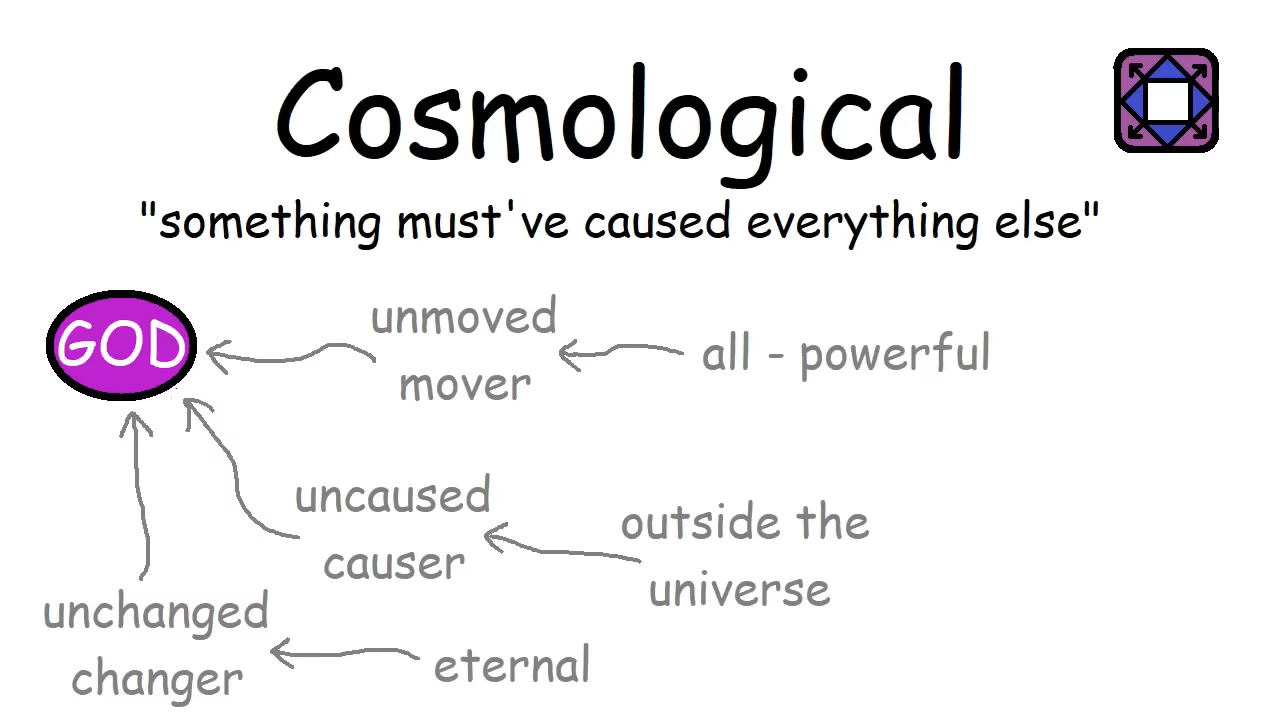 Cosmological
"something must've caused everything else"
GOD
unmoved
mover
all - powerful
uncaused
causer
outside the
universe
unchanged
changer
eternal